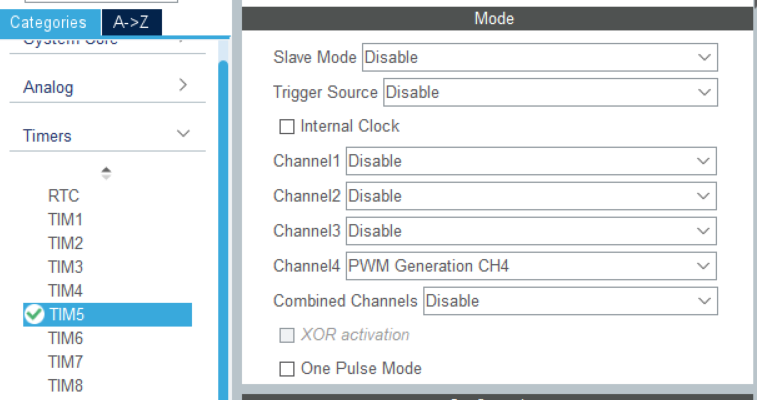 Mode
Categories A->Z
System Core
Slave Mode Disable
Analog
Trigger Source Disable
Internal Clock
Timers
Channel1 Disable
RTC
Channel2 Disable
TIM1
Channel3 Disable
TIM2
TIM3
Channel4 PWM Generation CH4
TIM4
Combined Channels Disable
TIM5
XOR activation
TIM6
TIM7
One Pulse Mode
TIM8